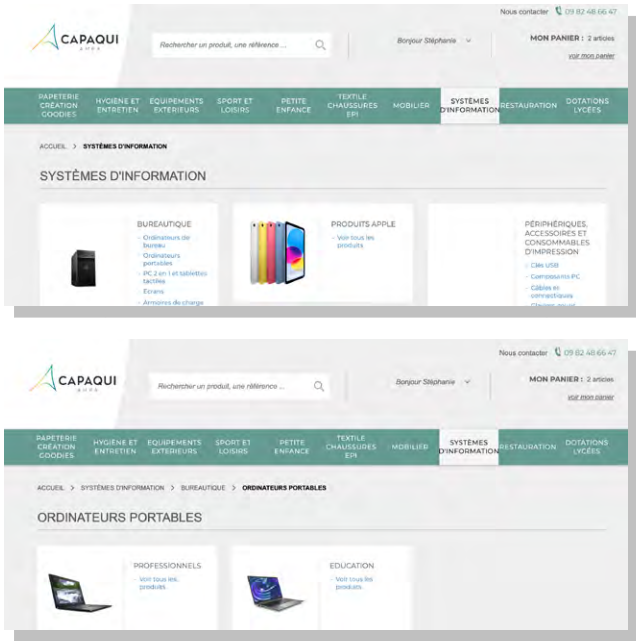 Nous contacter 09 82 48 66 47
CAPAQUI
Rechercher un produit, une référence ...
Bonjour Stéphanie
MON PANIER : 2 articles
voir mon panier
PAPETERIE CRÉATION GOODIES
HYGIÈNE ET ENTRETIEN
ÉQUIPEMENTS EXTERIEURS
SPORT ET LOISIRS
PETITE ENFANCE
TEXTILE CHAUSSURES EPI
MOBILIER
SYSTÈMES D'INFORMATION
RESTAURATION
DOTATIONS LYCÉES
ACCUEIL > SYSTÈMES D'INFORMATION
SYSTÈMES D'INFORMATION
BUREAUTIQUE
- Ordinateurs de
bureau
- Ordinateurs
portables
- PC 2 en 1 et tablettes
tactiles
- Écrans
- Armoires de charge
PRODUITS APPLE
- Voir tous les
produits
PÉRIPHÉRIQUES,
ACCESSOIRES ET
CONSOMMABLES
D'IMPRESSION
- Clés USB
- Composants PC
- Câbles et
connectiques
Nous contacter 09 82 48 66 47
CAPAQUI
Rechercher un produit, une référence ...
Bonjour Stéphanie
MON PANIER : 2 articles
voir mon panier
PAPETERIE CRÉATION GOODIES
HYGIÈNE ET ENTRETIEN
ÉQUIPEMENTS EXTERIEURS
SPORT ET LOISIRS
PETITE ENFANCE
TEXTILE CHAUSSURES EPI
MOBILIER
SYSTÈMES D'INFORMATION
RESTAURATION
DOTATIONS LYCÉES
ACCUEIL > SYSTÈMES D'INFORMATION > BUREAUTIQUE > ORDINATEURS PORTABLES
ORDINATEURS PORTABLES
PROFESSIONNELS
- Voir tous les
produits
EDUCATION
- Voir tous les
produits